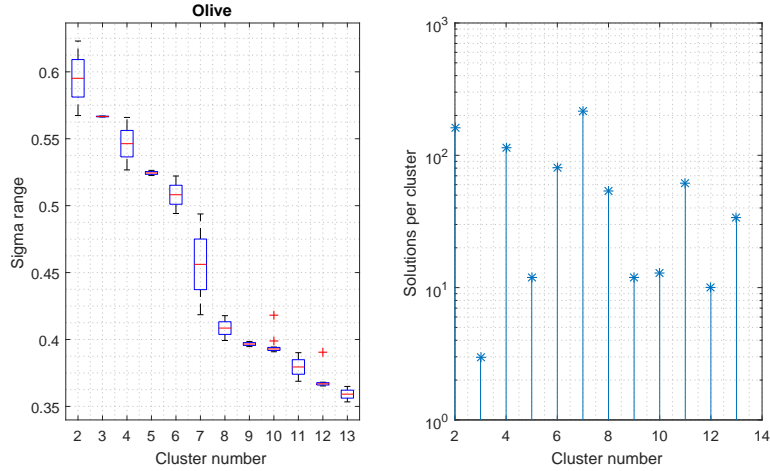 Olive
Sigma range
0.6
0.55
0.5
0.45
0.4
0.35
2 3 4 5 6 7 8 9 10 11 12 13
Cluster number
Solutions per cluster
10^3
10^2
10^1
10^0
2 4 6 8 10 12 14
Cluster number